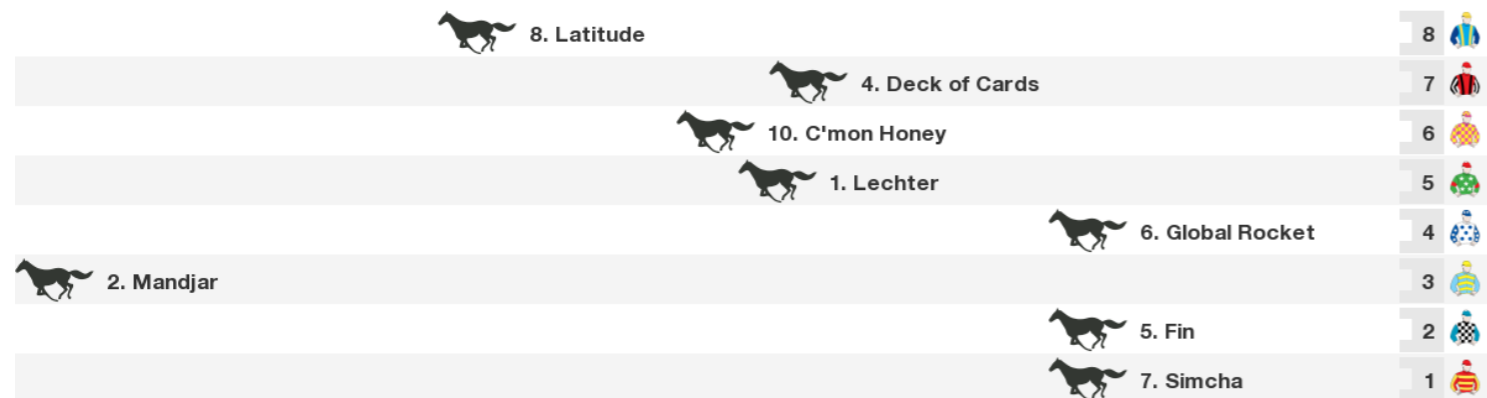 8. Latitude 8
4. Deck of Cards 7
10. C'mon Honey 6
1. Lechter 5
6. Global Rocket 4
2. Mandjar 3
5. Fin 2
7. Simcha 1